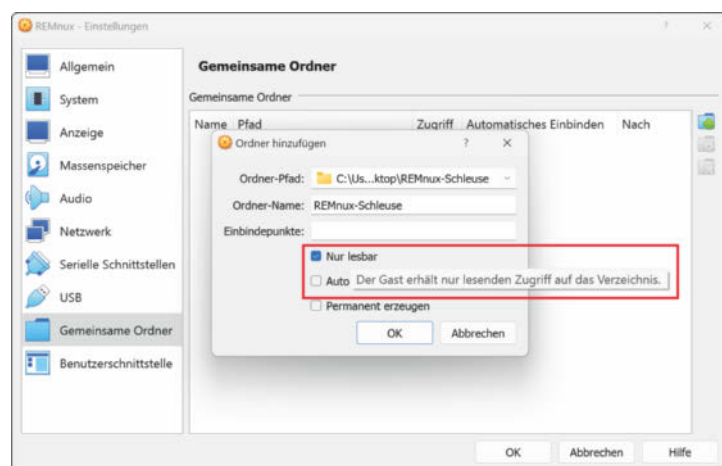 REMnux - Einstellungen
Allgemein
System
Anzeige
Massenspeicher
Audio
Netzwerk
Serielle Schnittstellen
USB
Gemeinsame Ordner
Benutzerschnittstelle
Gemeinsame Ordner
Gemeinsame Ordner
Name Pfad Zugriff Automatisches Einbinden Nach
Ordner hinzufügen ? ×
Ordner-Pfad: C:\Us...ktop\REMnux-Schleuse
Ordner-Name: REMnux-Schleuse
Einbindepunkte:
Nur lesbar
Auto Der Gast erhält nur lesenden Zugriff auf das Verzeichnis.
Permanent erzeugen
OK Abbrechen
OK Abbrechen Hilfe